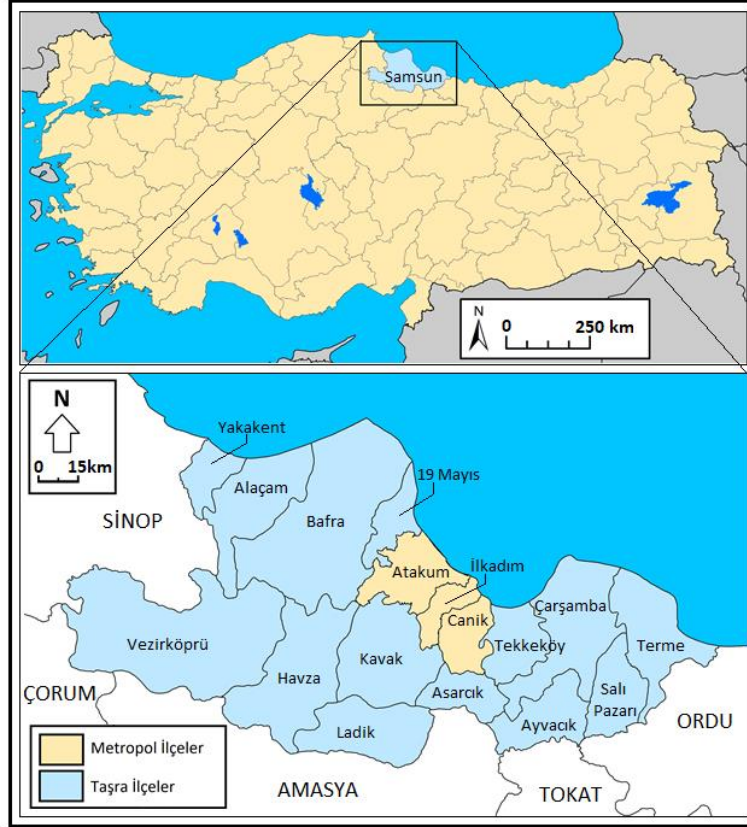 Samsun
N
0 250 km
N
0 15km
Yakakent
Alaçam
19 Mayıs
SİNOP
Bafra
Atakum
İlkadım
Çarşamba
Canik
Vezirköprü
Tekkeköy
Terme
Kavak
Havza
ÇORUM
Asarcık
Salı
Pazarı
Ladik
Ayvacık
ORDU
Metropol İlçeler
Taşra İlçeler
AMASYA
TOKAT